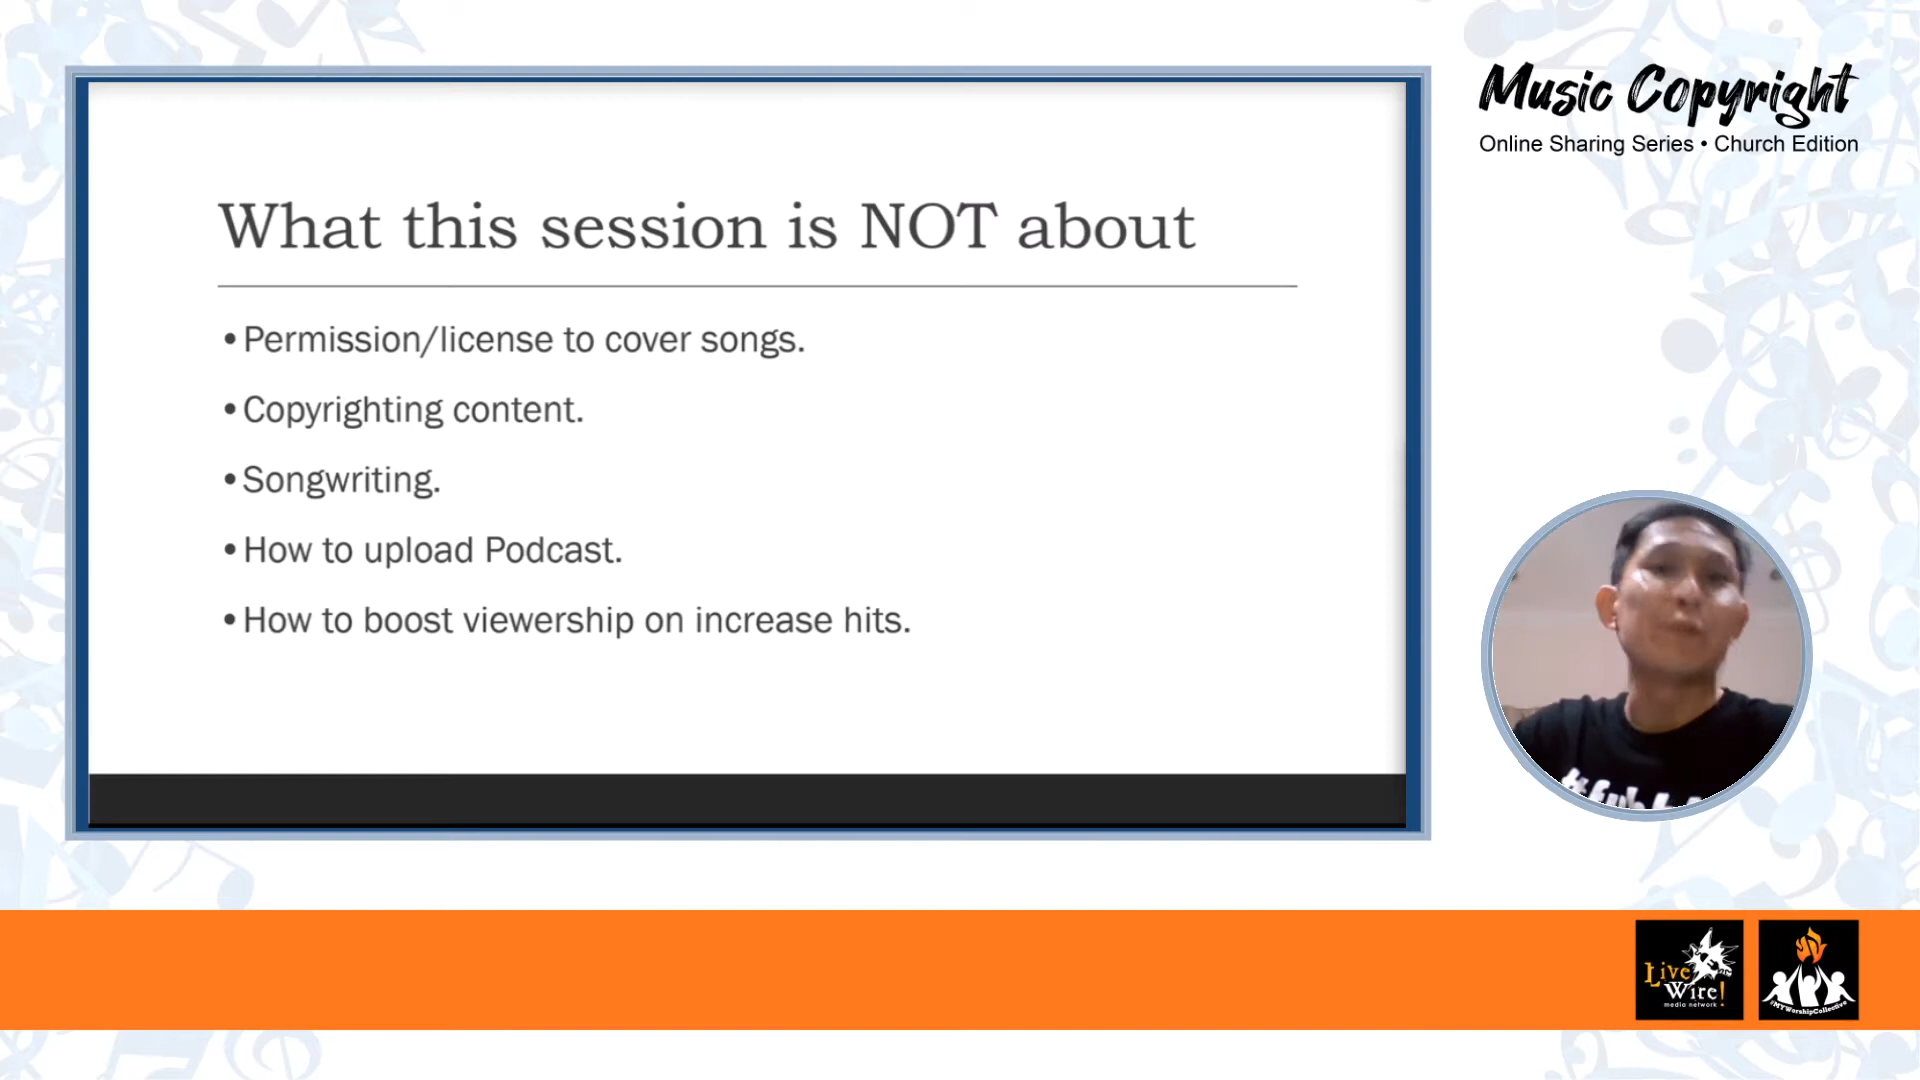 Music Copyright
Online Sharing Series • Church Edition
What this session is NOT about
•Permission/license to cover songs.
•Copyrighting content.
•Songwriting.
•How to upload Podcast.
•How to boost viewership on increase hits.
Live
Wire!
media network
#MYWorshipCollective